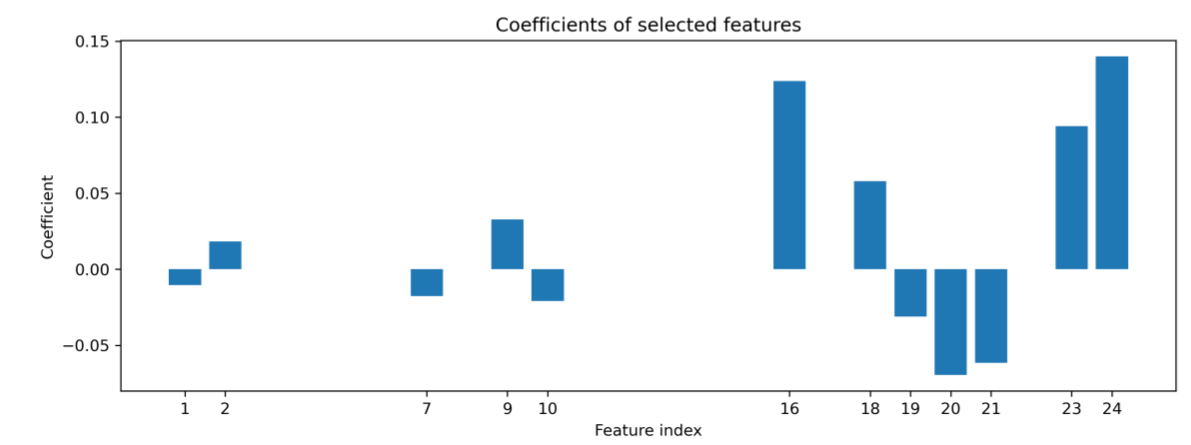 Coefficients of selected features
0.15
0.10
0.05
0.00
−0.05
Coefficient
1 2 7 9 10 16 18 19 20 21 23 24
Feature index